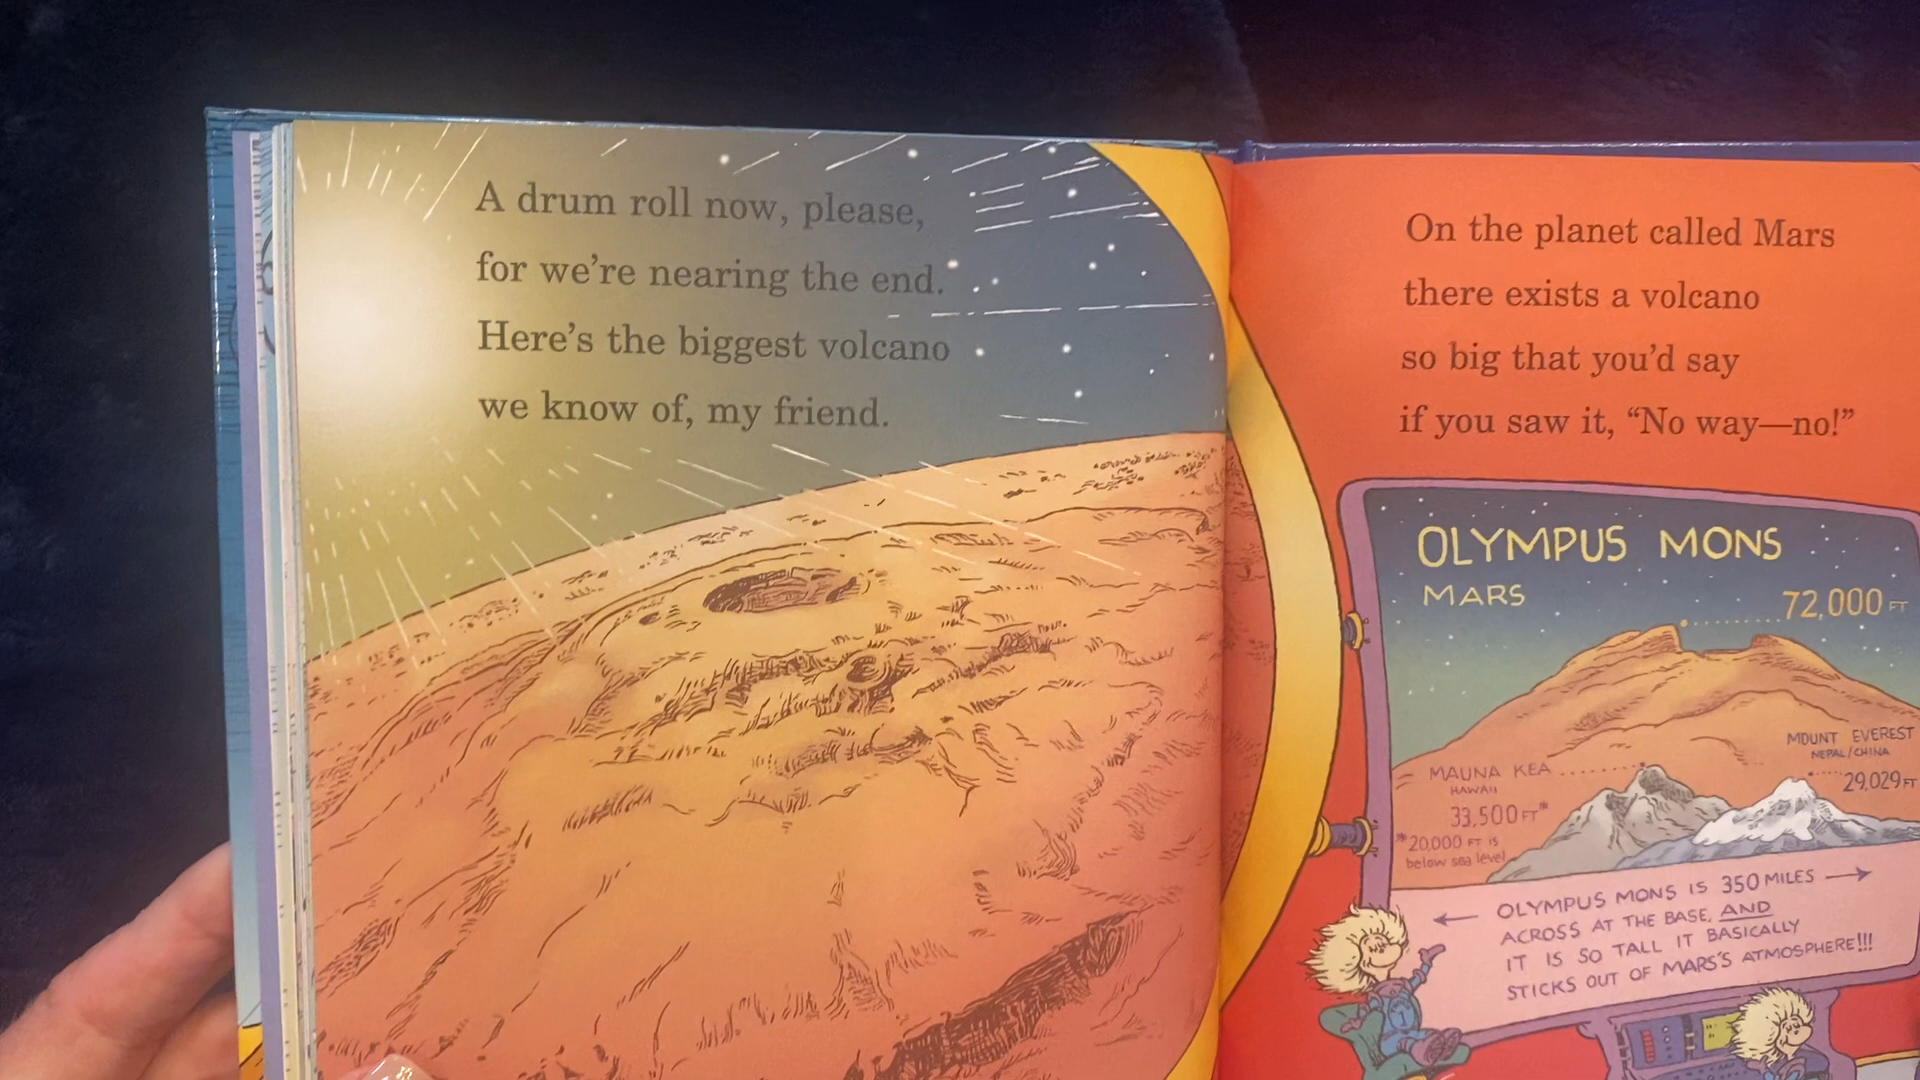 A drum roll now, please,
for we're nearing the end.
Here's the biggest volcano
we know of, my friend.
On the planet called Mars
there exists a volcano
so big that you'd say
if you saw it, “No way—no!”
OLYMPUS MONS
MARS
72,000 FT
MOUNT EVEREST
NEPAL/CHINA
29,029 FT
MAUNA KEA
HAWAII
33,500 FT*
*20,000 FT IS
below sea level
OLYMPUS MONS IS 350 MILES
ACROSS AT THE BASE, AND
IT IS SO TALL IT BASICALLY
STICKS OUT OF MARS'S ATMOSPHERE!!!